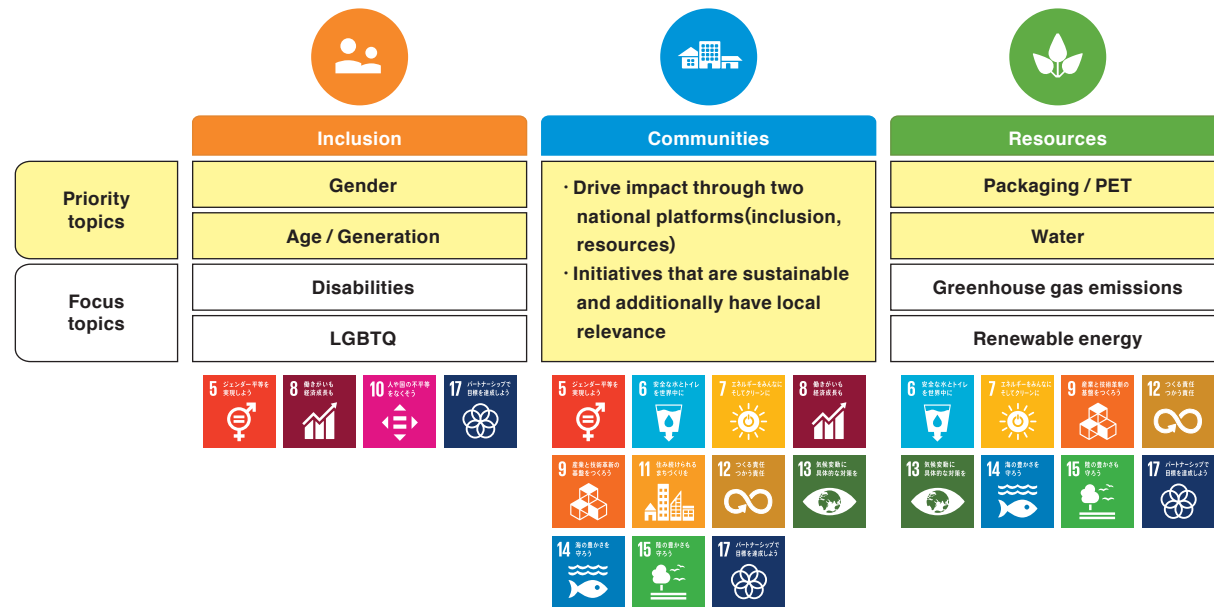 Inclusion
Communities
Resources
Priority
topics
Gender
Age / Generation
· Drive impact through two
national platforms(inclusion,
resources)
· Initiatives that are sustainable
and additionally have local
relevance
Packaging / PET
Water
Focus
topics
Disabilities
LGBTQ
Greenhouse gas emissions
Renewable energy
5 ジェンダー平等を
実現しよう
8 働きがいも
経済成長も
10 人や国の不平等
をなくそう
17 パートナーシップで
目標を達成しよう
5 ジェンダー平等を
実現しよう
6 安全な水とトイレ
を世界中に
7 エネルギーをみんなに
そしてクリーンに
8 働きがいも
経済成長も
9 産業と技術革新の
基盤をつくろう
11 住み続けられる
まちづくりを
12 つくる責任
つかう責任
13 気候変動に
具体的な対策を
14 海の豊かさを
守ろう
15 陸の豊かさも
守ろう
17 パートナーシップで
目標を達成しよう
6 安全な水とトイレ
を世界中に
7 エネルギーをみんなに
そしてクリーンに
9 産業と技術革新の
基盤をつくろう
12 つくる責任
つかう責任
13 気候変動に
具体的な対策を
14 海の豊かさを
守ろう
15 陸の豊かさも
守ろう
17 パートナーシップで
目標を達成しよう